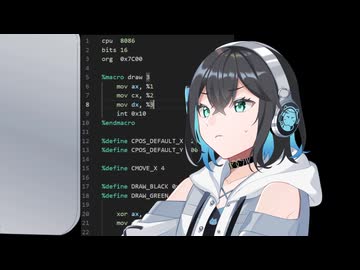 1 cpu 8086
2 bits 16
3 org 0x7C00
4
5 %macro draw 3
6 mov ax, %1
7 mov cx, %2
8 mov dx, %3
9 int 0x10
10 %endmacro
11
12 %define CPOS_DEFAULT_X
13 %define CPOS_DEFAULT_Y
14
15 %define CMOVE_X 4
16
17 %define DRAW_BLACK
18 %define DRAW_GREEN
19
20 xor ax,
21 mov
22